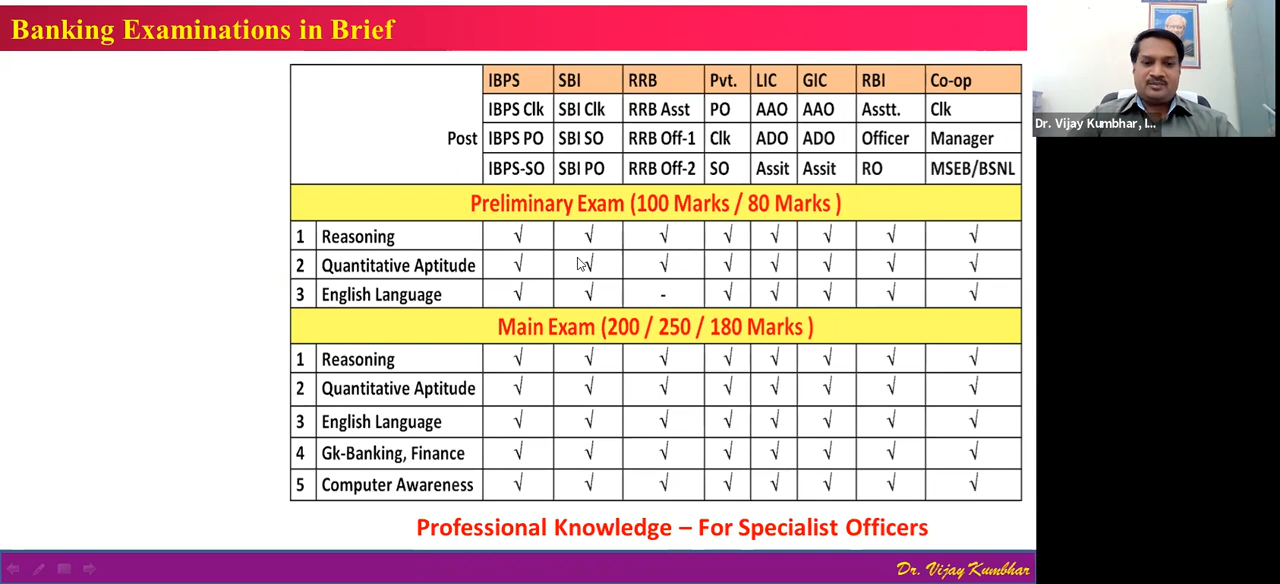 Banking Examinations in Brief
IBPS SBI RRB Pvt. LIC GIC RBI Co-op
IBPS Clk SBI Clk RRB Asst PO AAO AAO Asstt. Clk
Post IBPS PO SBI SO RRB Off-1 Clk ADO ADO Officer Manager
IBPS-SO SBI PO RRB Off-2 SO Assit Assit RO MSEB/BSNL
Preliminary Exam (100 Marks / 80 Marks )
1 Reasoning √ √ √ √ √ √ √ √
2 Quantitative Aptitude √ √ √ √ √ √ √ √
3 English Language √ √ - √ √ √ √ √
Main Exam (200 / 250 / 180 Marks )
1 Reasoning √ √ √ √ √ √ √ √
2 Quantitative Aptitude √ √ √ √ √ √ √ √
3 English Language √ √ √ √ √ √ √ √
4 Gk-Banking, Finance √ √ √ √ √ √ √ √
5 Computer Awareness √ √ √ √ √ √ √ √
Professional Knowledge – For Specialist Officers
Dr. Vijay Kumbhar
Dr. Vijay Kumbhar, I...